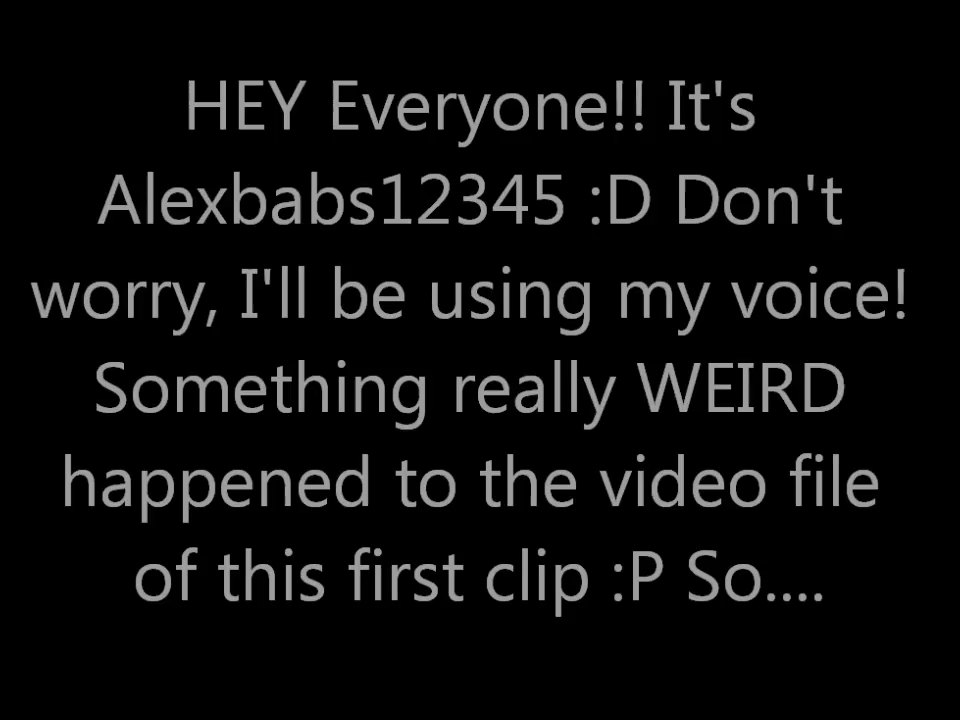 HEY Everyone!! It's
Alexbabs12345 :D Don't
worry, I'll be using my voice!
Something really WEIRD
happened to the video file
of this first clip :P So....